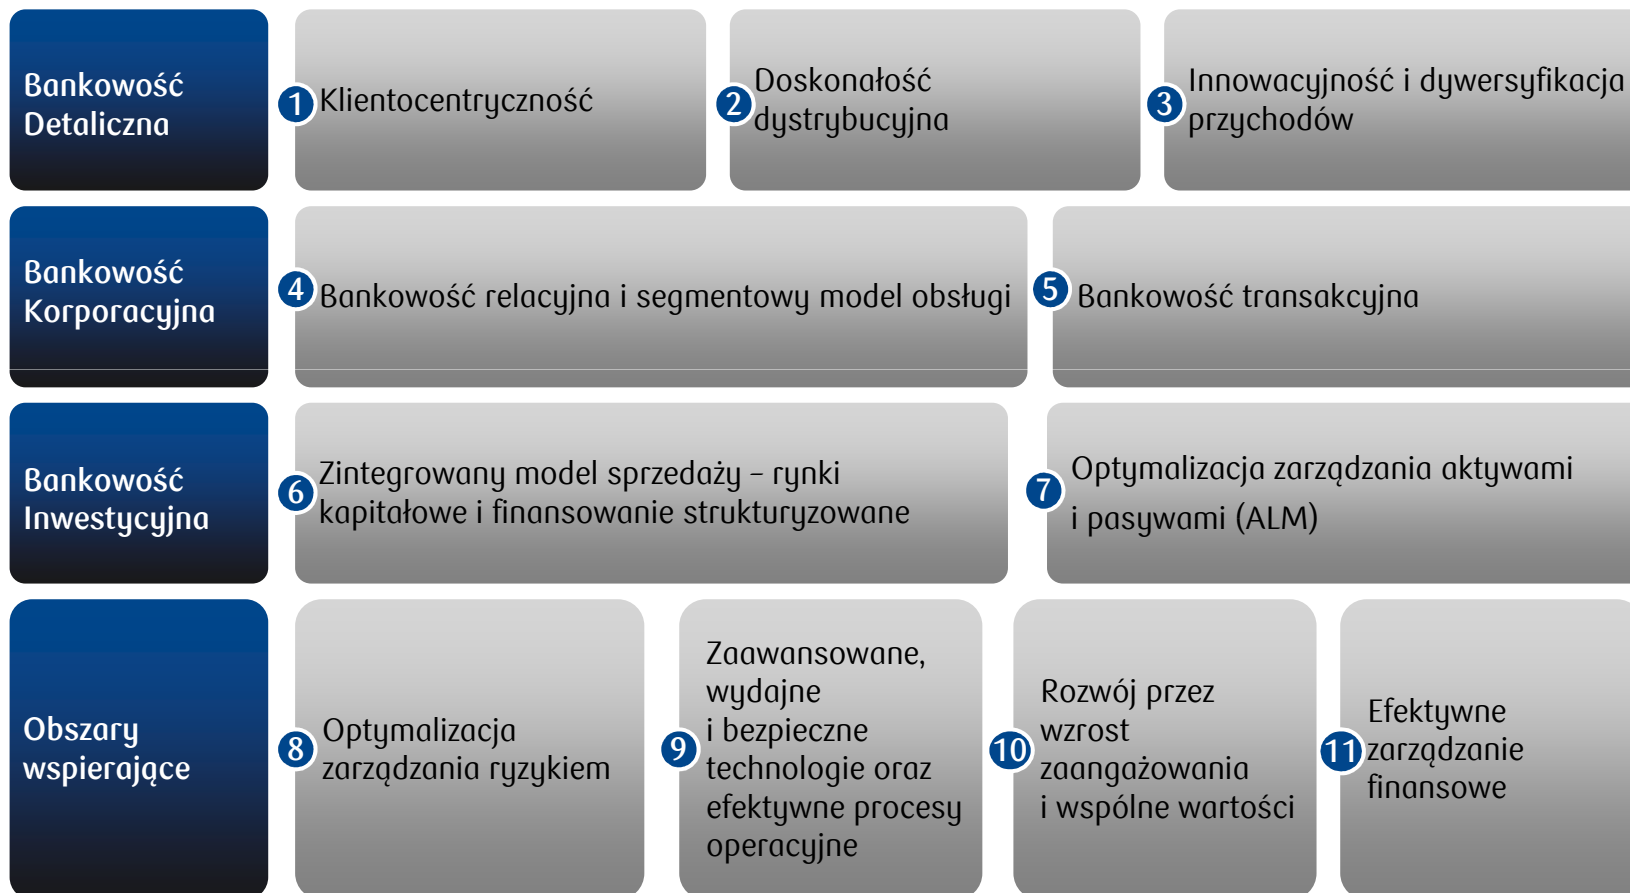 Bankowość
Detaliczna
1 Klientocentryczność
2 Doskonałość
dystrybucyjna
3 Innowacyjność i dywersyfikacja
przychodów
Bankowość
Korporacyjna
4 Bankowość relacyjna i segmentowy model obsługi
5 Bankowość transakcyjna
Bankowość
Inwestycyjna
6 Zintegrowany model sprzedaży – rynki
kapitałowe i finansowanie strukturyzowane
7 Optymalizacja zarządzania aktywami
i pasywami (ALM)
Obszary
wspierające
8 Optymalizacja
zarządzania ryzykiem
9 Zaawansowane,
wydajne
i bezpieczne
technologie oraz
efektywne procesy
operacyjne
10 Rozwój przez
wzrost
zaangażowania
i wspólne wartości
11 Efektywne
zarządzanie
finansowe